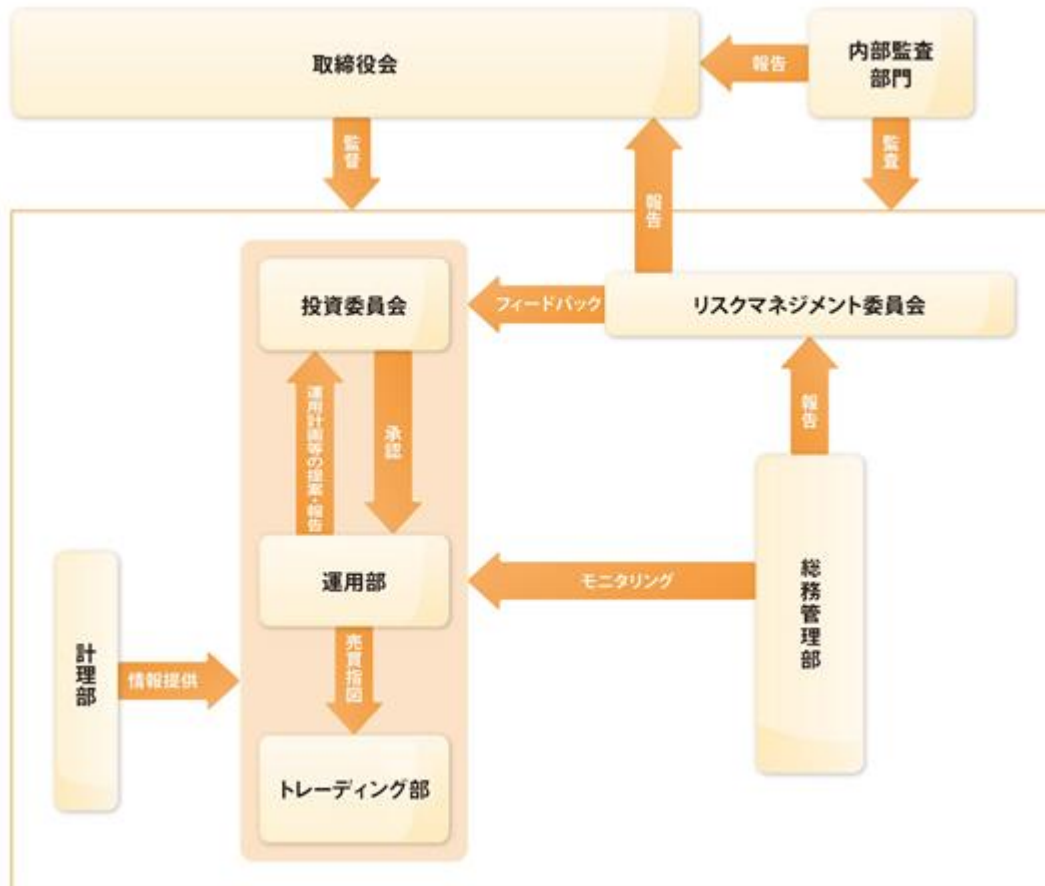 取締役会
内部監査
部門
報告
監督
監査
報告
投資委員会
フィードバック
リスクマネジメント委員会
運用計画等の提案・報告
承認
報告
運用部
モニタリング
総務管理部
計理部
情報提供
売買指図
トレーディング部